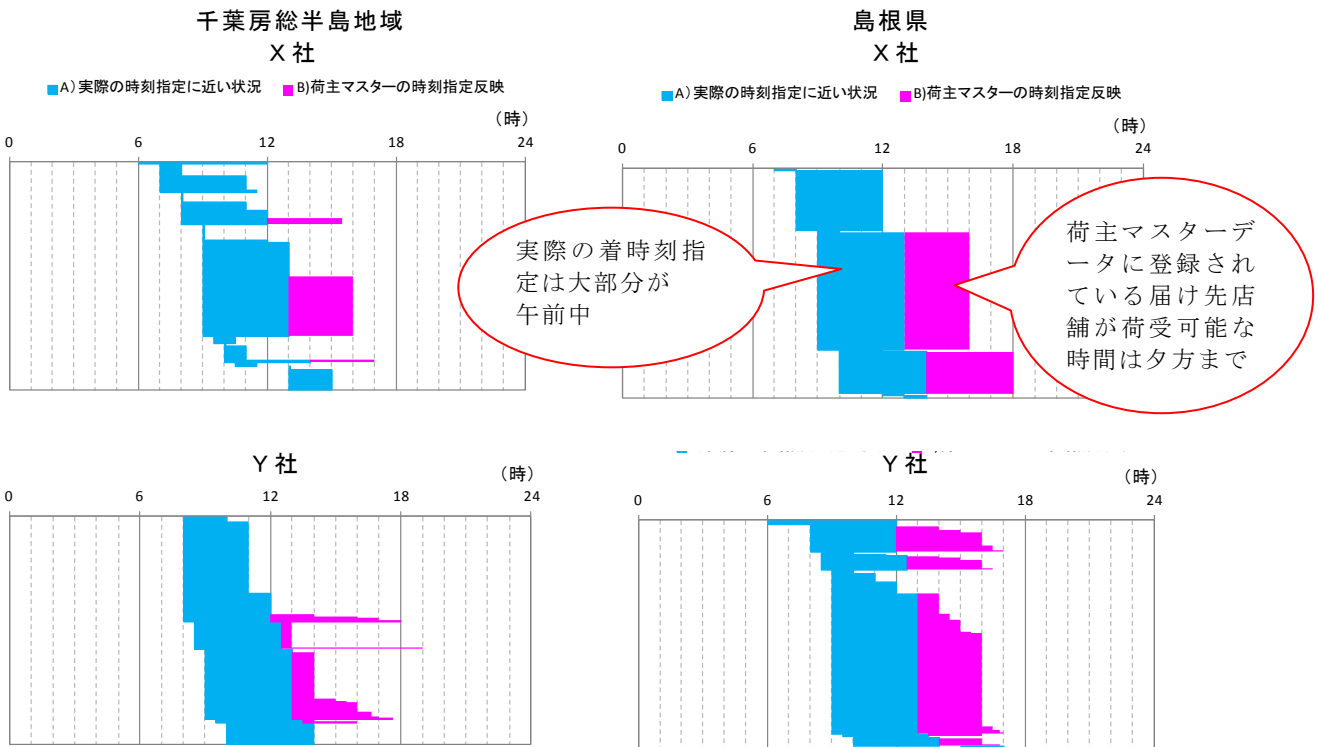 千葉房総半島地域
X 社
A)実際の時刻指定に近い状況 B)荷主マスターの時刻指定反映
（時）
0 6 12 18 24
島根県
X 社
A)実際の時刻指定に近い状況 B)荷主マスターの時刻指定反映
（時）
0 6 12 18 24
実際の着時刻指
定は大部分が
午前中
荷主マスターデ
ータに登録され
ている届け先店
舗が荷受可能な
時間は夕方まで
Y 社
（時）
0 6 12 18 24
Y 社
（時）
0 6 12 18 24